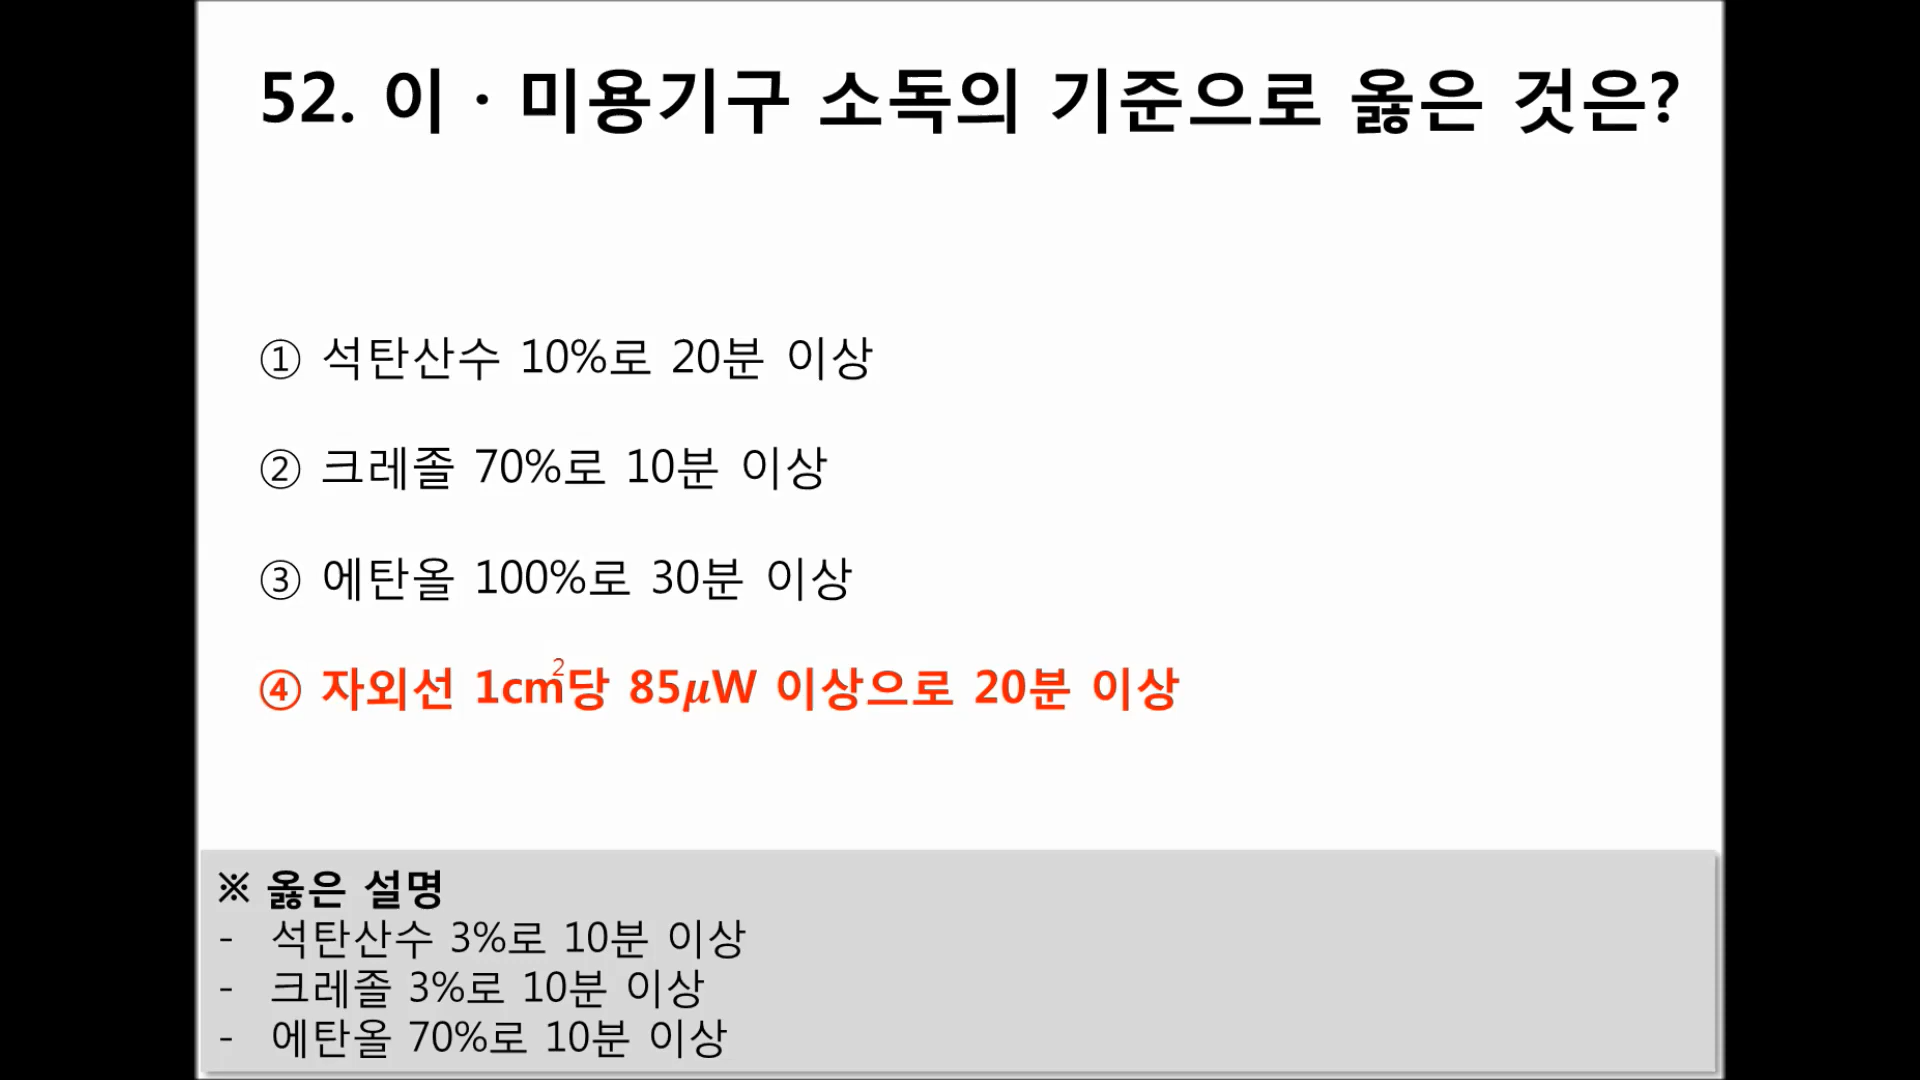 52. 이 · 미용기구 소독의 기준으로 옳은 것은?
① 석탄산수 10%로 20분 이상
② 크레졸 70%로 10분 이상
③ 에탄올 100%로 30분 이상
④ 자외선 1cm²당 85μW 이상으로 20분 이상
※ 옳은 설명
- 석탄산수 3%로 10분 이상
- 크레졸 3%로 10분 이상
- 에탄올 70%로 10분 이상